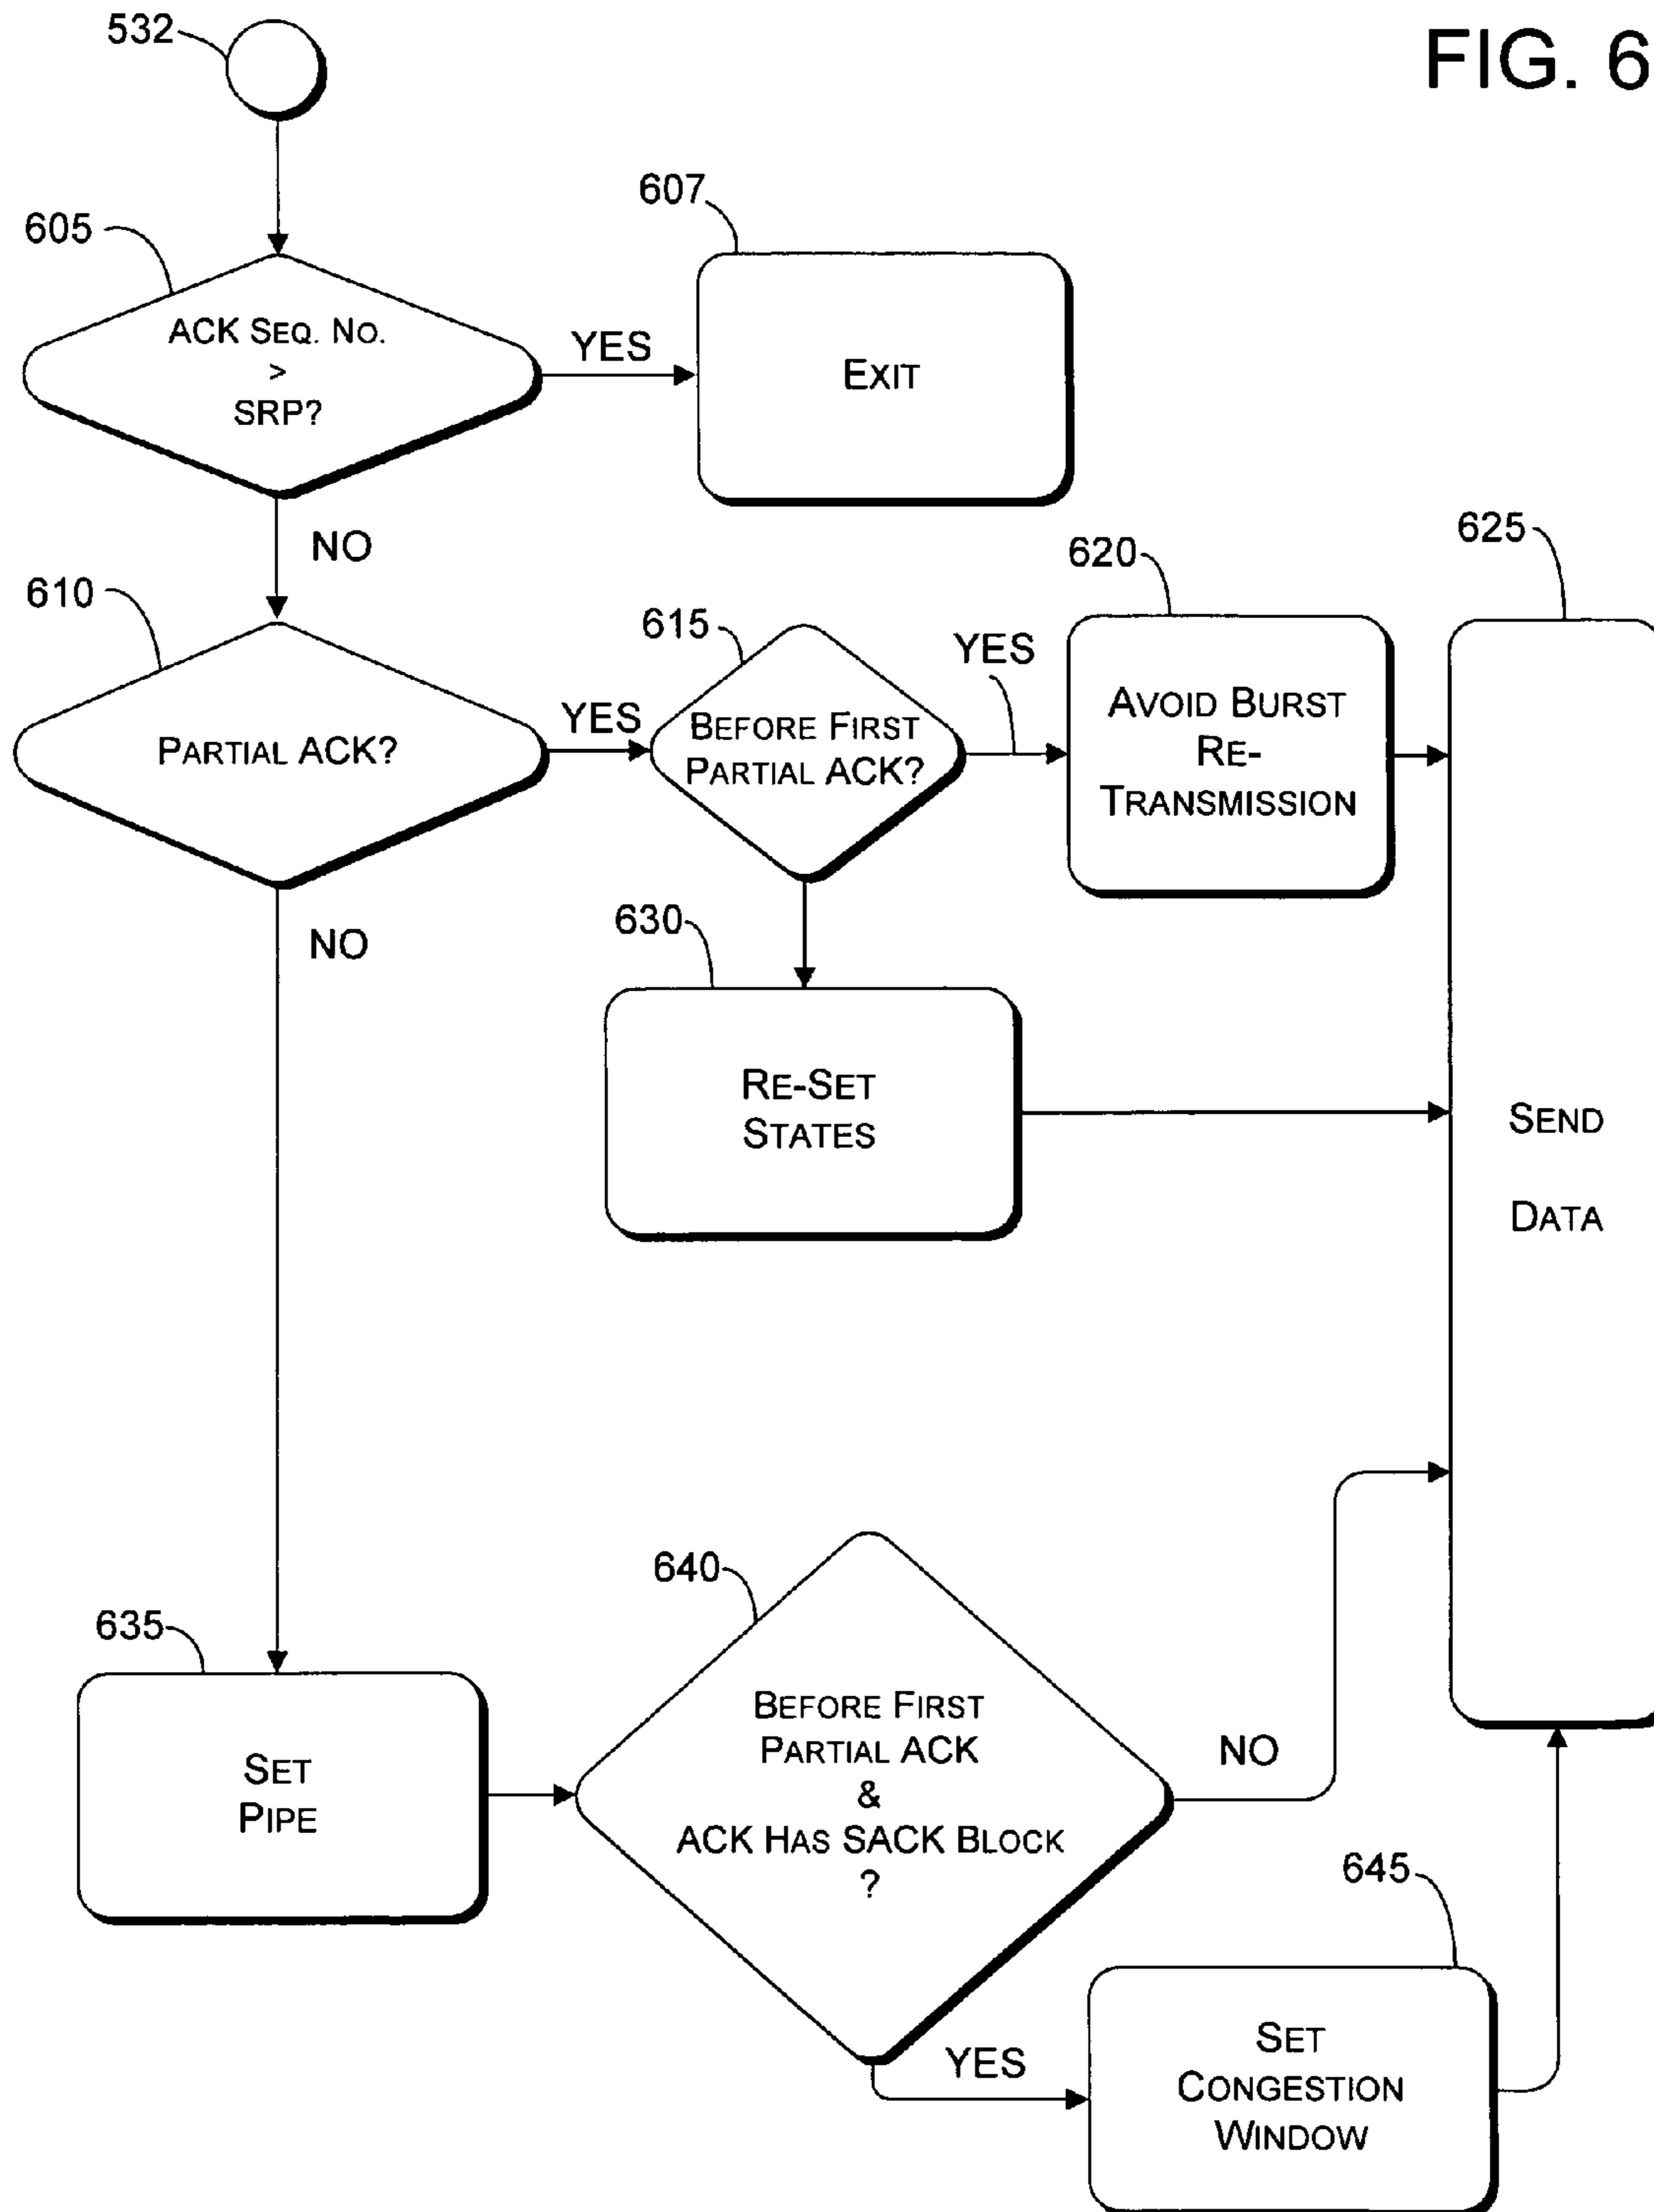 FIG. 6
532
605
607
ACK SEQ. NO.
>
SRP?
YES
EXIT
NO
610
PARTIAL ACK?
YES
615
BEFORE FIRST
PARTIAL ACK?
YES
620
AVOID BURST
RE-
TRANSMISSION
625
SEND
DATA
630
RE-SET
STATES
NO
635
SET
PIPE
640
BEFORE FIRST
PARTIAL ACK
&
ACK HAS SACK BLOCK
?
NO
YES
645
SET
CONGESTION
WINDOW